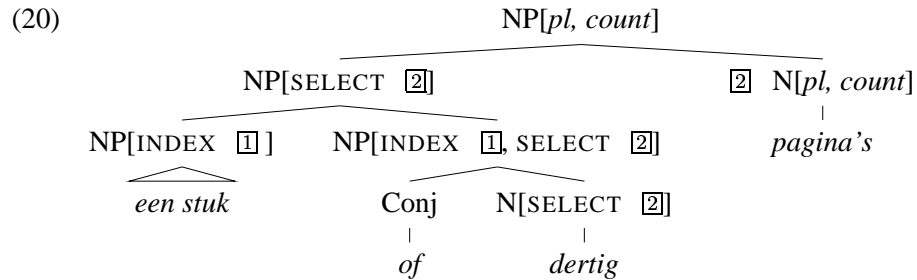 (20) NP[pl, count]
NP[SELECT 2] 2 N[pl, count]
NP[INDEX 1 ] NP[INDEX 1, SELECT 2] pagina's
een stuk Conj N[SELECT 2]
of dertig